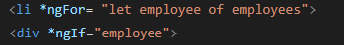 <li *ngFor= "let employee of employees">
<div *ngIf="employee">